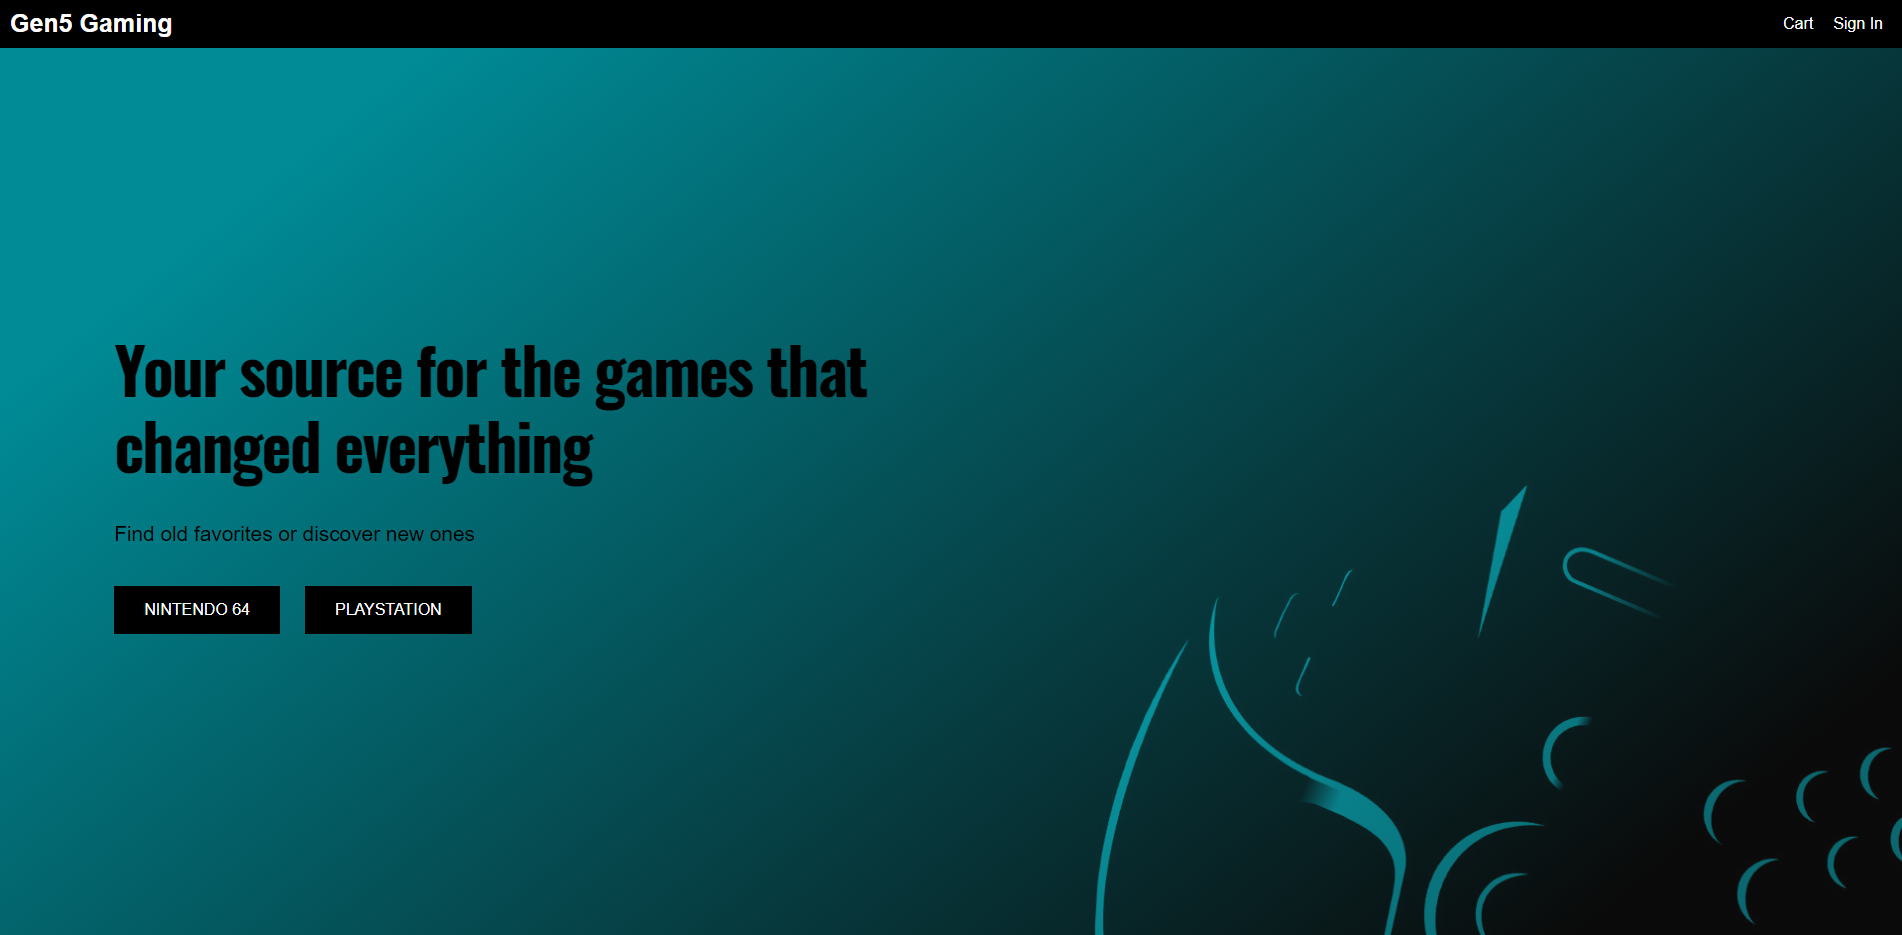 Gen5 Gaming
Cart
Sign In
Your source for the games that
changed everything
Find old favorites or discover new ones
NINTENDO 64
PLAYSTATION